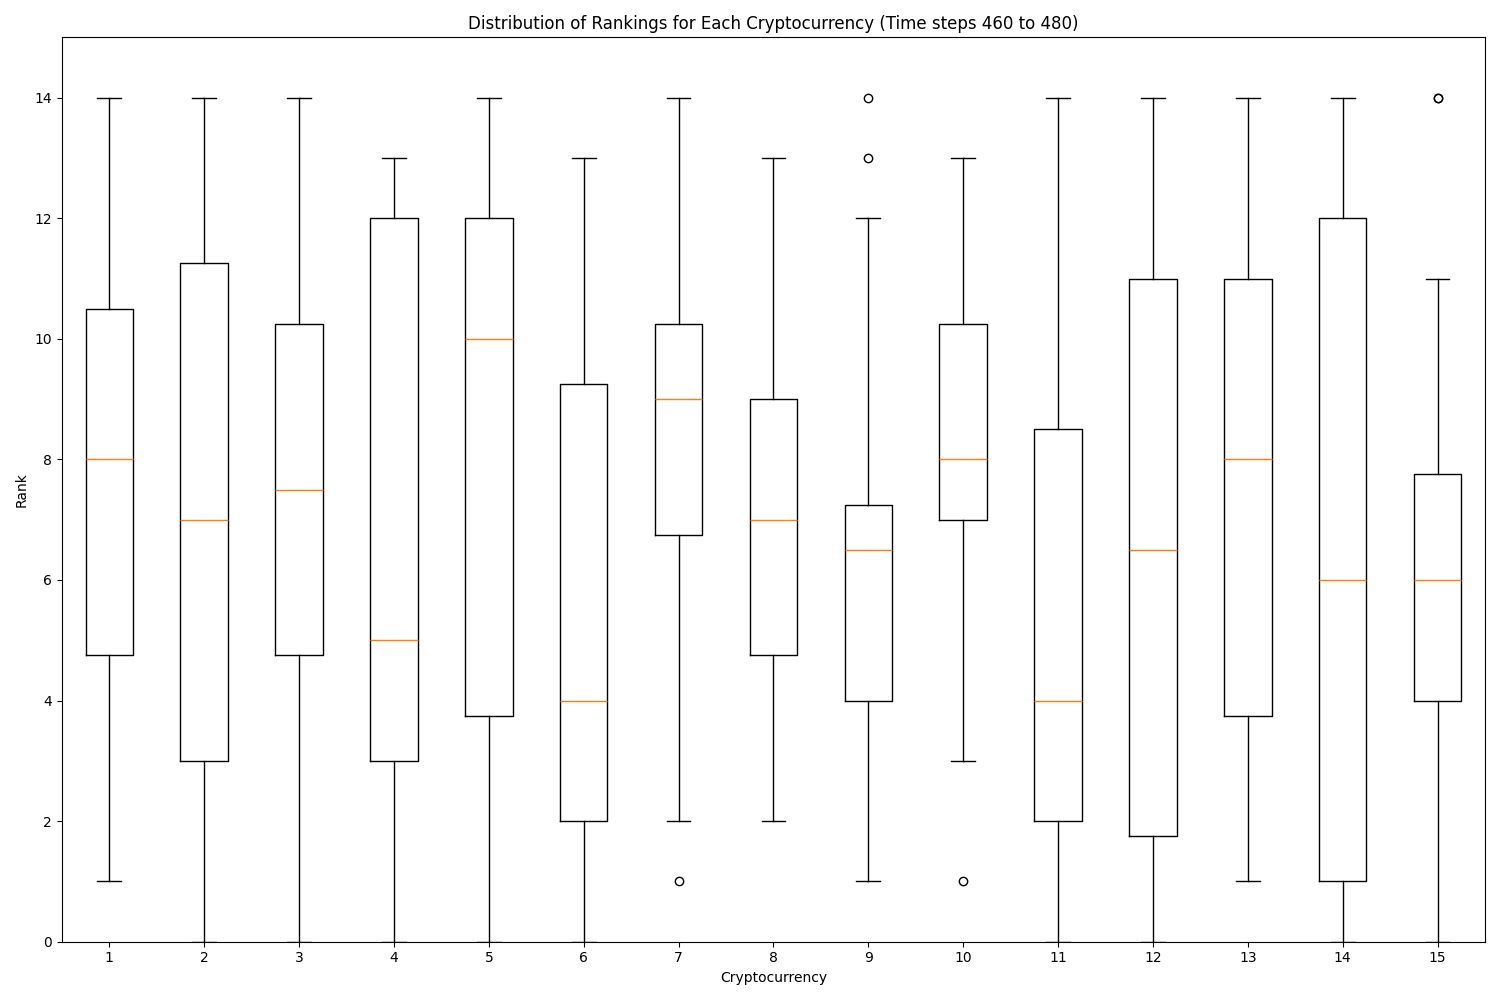 Distribution of Rankings for Each Cryptocurrency (Time steps 460 to 480)
14
12
10
8
6
4
2
0
Rank
1 2 3 4 5 6 7 8 9 10 11 12 13 14 15
Cryptocurrency